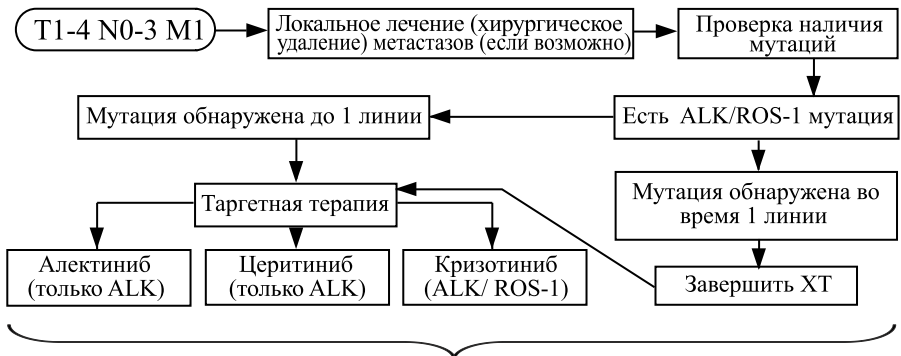 T1-4 N0-3 M1
Локальное лечение (хирургическое
удаление) метастазов (если возможно)
Проверка наличия
мутаций
Мутация обнаружена до 1 линии
Есть ALK/ROS-1 мутация
Мутация обнаружена во
время 1 линии
Таргетная терапия
Алектиниб
(только ALK)
Церитиниб
(только ALK)
Кризотиниб
(ALK/ ROS-1)
Завершить ХТ